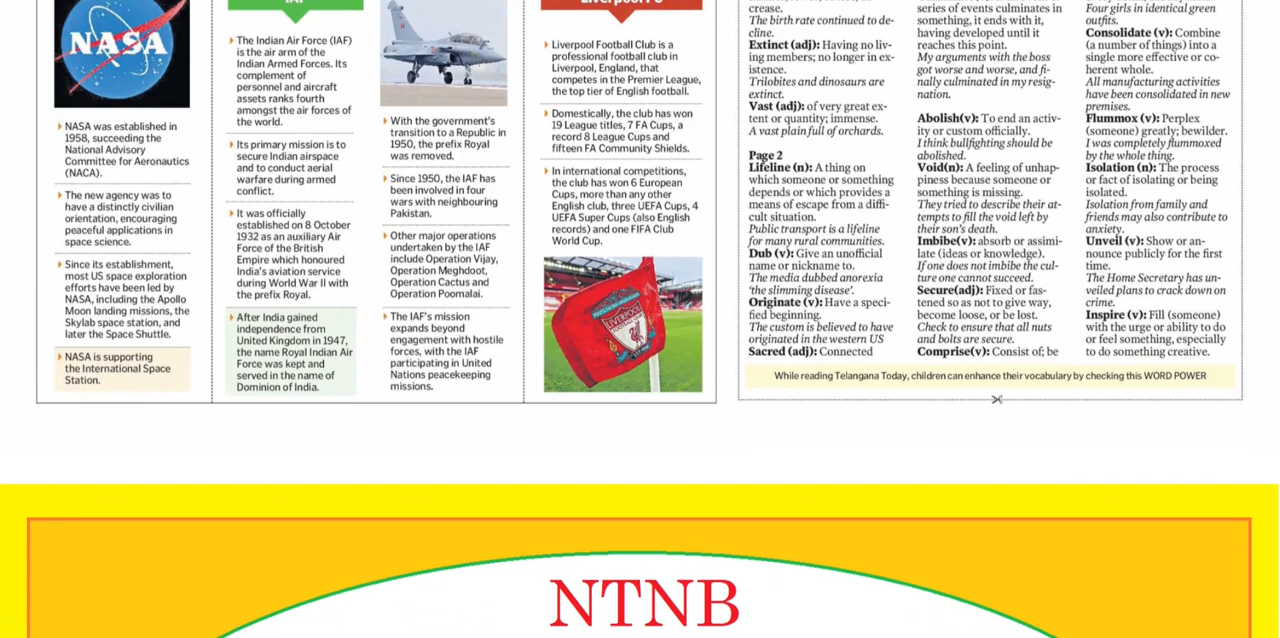 NASA
NASA was established in
1958, succeeding the
National Advisory
Committee for Aeronautics
(NACA).
The new agency was to
have a distinctly civilian
orientation, encouraging
peaceful applications in
space science.
Since its establishment,
most US space exploration
efforts have been led by
NASA, including the Apollo
Moon landing missions, the
Skylab space station, and
later the Space Shuttle.
NASA is supporting
the International Space
Station.
IAF
The Indian Air Force (IAF)
is the air arm of the
Indian Armed Forces. Its
complement of
personnel and aircraft
assets ranks fourth
amongst the air forces of
the world.
Its primary mission is to
secure Indian airspace
and to conduct aerial
warfare during armed
conflict.
It was officially
established on 8 October
1932 as an auxiliary Air
Force of the British
Empire which honoured
India's aviation service
during World War II with
the prefix Royal.
After India gained
independence from
United Kingdom in 1947,
the name Royal Indian Air
Force was kept and
served in the name of
Dominion of India.
With the government's
transition to a Republic in
1950, the prefix Royal
was removed.
Since 1950, the IAF has
been involved in four
wars with neighbouring
Pakistan.
Other major operations
undertaken by the IAF
include Operation Vijay,
Operation Meghdoot,
Operation Cactus and
Operation Poomalai.
The IAF's mission
expands beyond
engagement with hostile
forces, with the IAF
participating in United
Nations peacekeeping
missions.
Liverpool FC
Liverpool Football Club is a
professional football club in
Liverpool, England, that
competes in the Premier League,
the top tier of English football.
Domestically, the club has won
19 League titles, 7 FA Cups, a
record 8 League Cups and
fifteen FA Community Shields.
In international competitions,
the club has won 6 European
Cups, more than any other
English club, three UEFA Cups, 4
UEFA Super Cups (also English
records) and one FIFA Club
World Cup.
LIVERPOOL
crease.
The birth rate continued to de-
cline.
Extinct (adj): Having no liv-
ing members; no longer in ex-
istence.
Trilobites and dinosaurs are
extinct.
Vast (adj): of very great ex-
tent or quantity; immense.
A vast plain full of orchards.
Page 2
Lifeline (n): A thing on
which someone or something
depends or which provides a
means of escape from a diffi-
cult situation.
Public transport is a lifeline
for many rural communities.
Dub (v): Give an unofficial
name or nickname to.
The media dubbed anorexia
'the slimming disease'.
Originate (v): Have a speci-
fied beginning.
The custom is believed to have
originated in the western US
Sacred (adj): Connected
series of events culminates in
something, it ends with it,
having developed until it
reaches this point.
My arguments with the boss
got worse and worse, and fi-
nally culminated in my resig-
nation.
Abolish(v): To end an activ-
ity or custom officially.
I think bullfighting should be
abolished.
Void(n): A feeling of unhap-
piness because someone or
something is missing.
They tried to describe their at-
tempts to fill the void left by
their son's death.
Imbibe(v): absorb or assimi-
late (ideas or knowledge).
If one does not imbibe the cul-
ture one cannot succeed.
Secure(adj): Fixed or fas-
tened so as not to give way,
become loose, or be lost.
Check to ensure that all nuts
and bolts are secure.
Comprise(v): Consist of; be
Four girls in identical green
outfits.
Consolidate (v): Combine
(a number of things) into a
single more effective or co-
herent whole.
All manufacturing activities
have been consolidated in new
premises.
Flummox (v): Perplex
(someone) greatly; bewilder.
I was completely flummoxed
by the whole thing.
Isolation (n): The process
or fact of isolating or being
isolated.
Isolation from family and
friends may also contribute to
anxiety.
Unveil (v): Show or an-
nounce publicly for the first
time.
The Home Secretary has un-
veiled plans to crack down on
crime.
Inspire (v): Fill (someone)
with the urge or ability to do
or feel something, especially
to do something creative.
While reading Telangana Today, children can enhance their vocabulary by checking this WORD POWER
NTNB